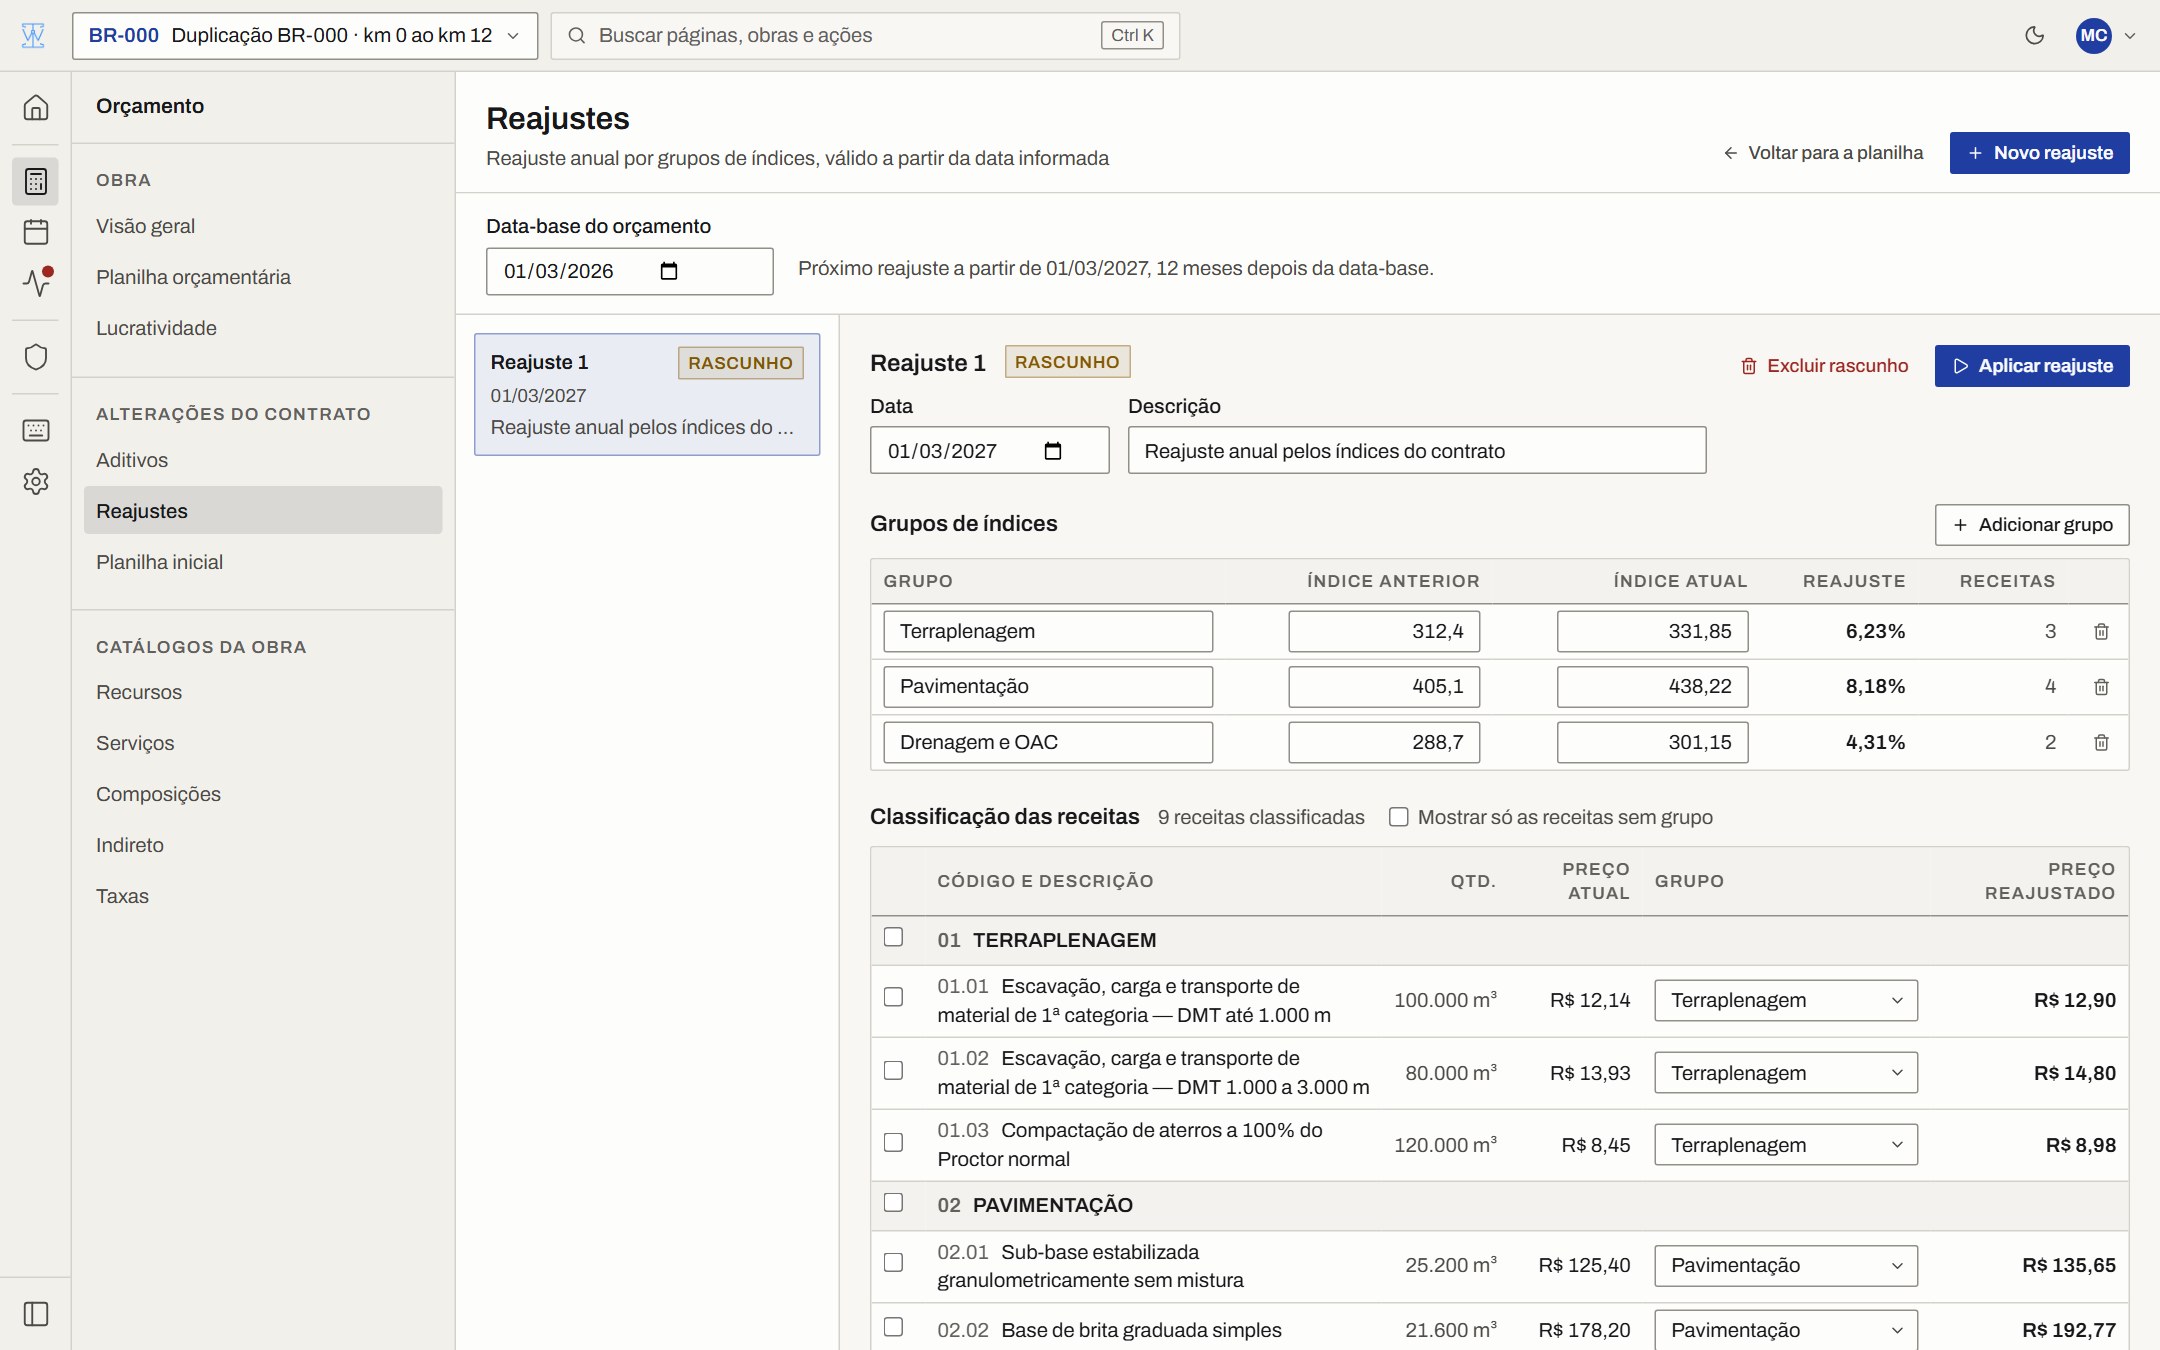 BR-000 Duplicação BR-000 · km 0 ao km 12
Buscar páginas, obras e ações
Ctrl K
MC
Orçamento
OBRA
Visão geral
Planilha orçamentária
Lucratividade
ALTERAÇÕES DO CONTRATO
Aditivos
Reajustes
Planilha inicial
CATÁLOGOS DA OBRA
Recursos
Serviços
Composições
Indireto
Taxas
Reajustes
Reajuste anual por grupos de índices, válido a partir da data informada
Voltar para a planilha
Novo reajuste
Data-base do orçamento
01/03/2026
Próximo reajuste a partir de 01/03/2027, 12 meses depois da data-base.
Reajuste 1 RASCUNHO
01/03/2027
Reajuste anual pelos índices do ...
Reajuste 1 RASCUNHO
Excluir rascunho
Aplicar reajuste
Data Descrição
01/03/2027 Reajuste anual pelos índices do contrato
Grupos de índices
Adicionar grupo
GRUPO ÍNDICE ANTERIOR ÍNDICE ATUAL REAJUSTE RECEITAS
Terraplenagem 312,4 331,85 6,23% 3
Pavimentação 405,1 438,22 8,18% 4
Drenagem e OAC 288,7 301,15 4,31% 2
Classificação das receitas 9 receitas classificadas Mostrar só as receitas sem grupo
CÓDIGO E DESCRIÇÃO QTD. PREÇO ATUAL GRUPO PREÇO REAJUSTADO
01 TERRAPLENAGEM
01.01 Escavação, carga e transporte de
material de 1ª categoria — DMT até 1.000 m
100.000 m³ R$ 12,14 Terraplenagem R$ 12,90
01.02 Escavação, carga e transporte de
material de 1ª categoria — DMT 1.000 a 3.000 m
80.000 m³ R$ 13,93 Terraplenagem R$ 14,80
01.03 Compactação de aterros a 100% do
Proctor normal
120.000 m³ R$ 8,45 Terraplenagem R$ 8,98
02 PAVIMENTAÇÃO
02.01 Sub-base estabilizada
granulometricamente sem mistura
25.200 m³ R$ 125,40 Pavimentação R$ 135,65
02.02 Base de brita graduada simples 21.600 m³ R$ 178,20 Pavimentação R$ 192,77